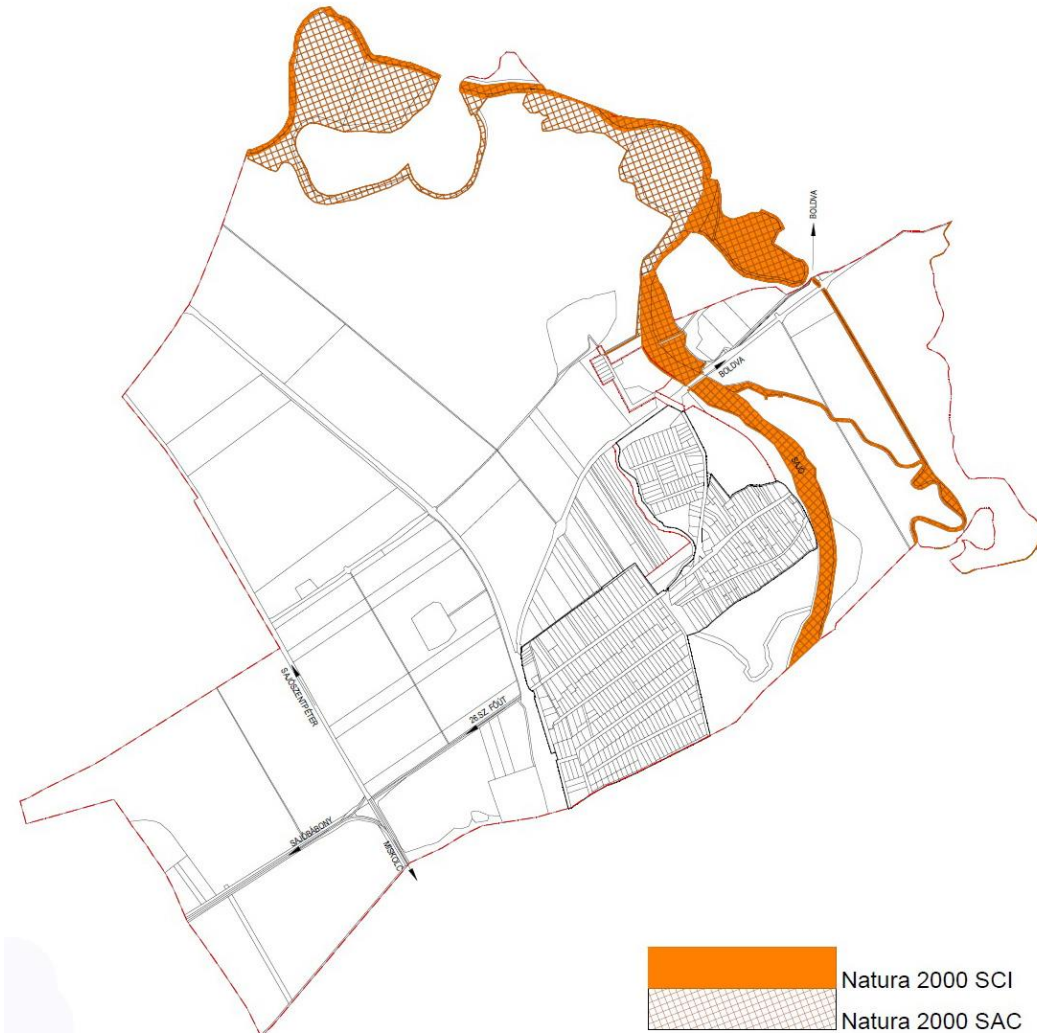 BOLDVA
BOLDVA
SAJÓ
SAJÓSZENTPÉTER
26 SZ. FŐÚT
SAJÓBÁBONY
MISKOLC
Natura 2000 SCI
Natura 2000 SAC